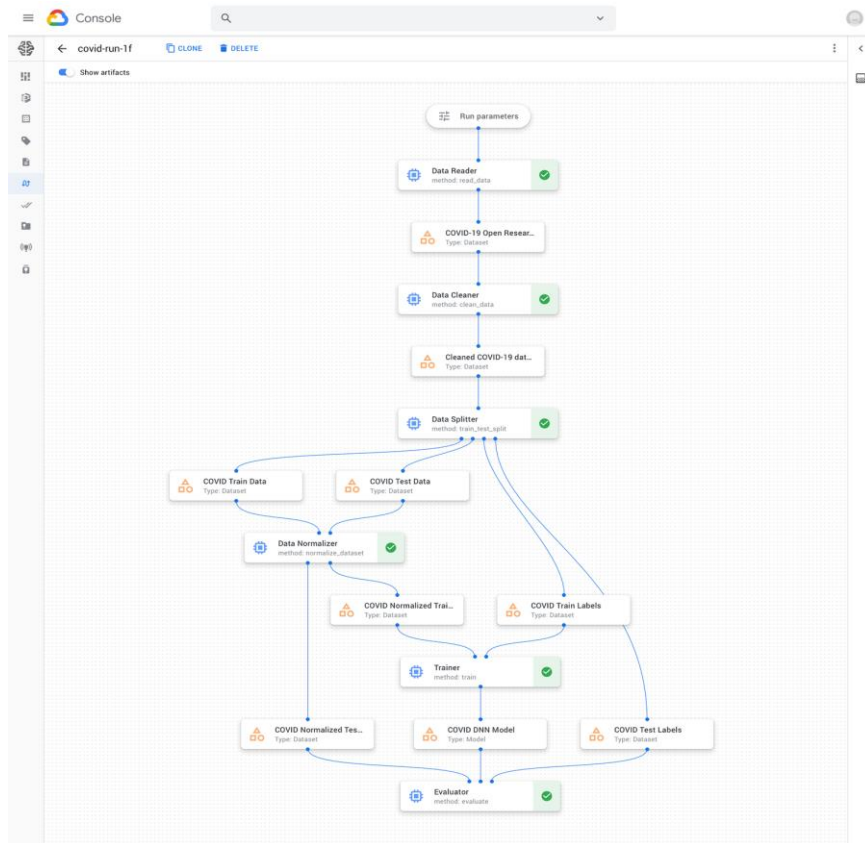 Console
covid-run-1f
CLONE
DELETE
Show artifacts
Run parameters
Data Reader
method: read_data
COVID-19 Open Resear...
Type: Dataset
Data Cleaner
method: clean_data
Cleaned COVID-19 dat...
Type: Dataset
Data Splitter
method: train_test_split
COVID Train Data
Type: Dataset
COVID Test Data
Type: Dataset
Data Normalizer
method: normalize_dataset
COVID Normalized Trai...
Type: Dataset
COVID Train Labels
Type: Dataset
Trainer
method: train
COVID Normalized Tes...
Type: Dataset
COVID DNN Model
Type: Model
COVID Test Labels
Type: Dataset
Evaluator
method: evaluate